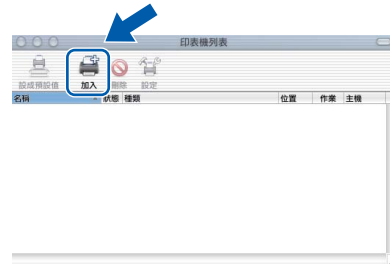 印表機列表
設成預設值 加入 刪除 設定
名稱 狀態 種類 位置 作業 主機